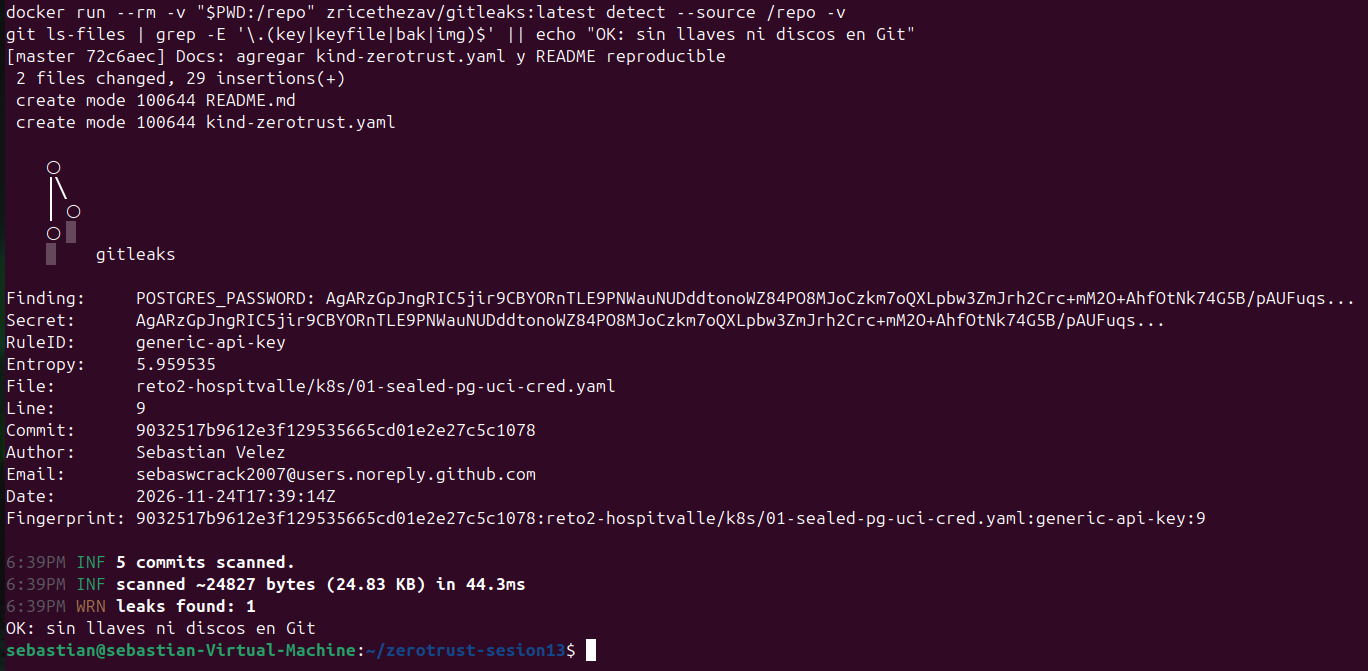 docker run --rm -v "$PWD:/repo" zricethezav/gitleaks:latest detect --source /repo -v
git ls-files | grep -E '\.(key|keyfile|bak|img)$' || echo "OK: sin llaves ni discos en Git"
[master 72c6aec] Docs: agregar kind-zerotrust.yaml y README reproducible
 2 files changed, 29 insertions(+)
 create mode 100644 README.md
 create mode 100644 kind-zerotrust.yaml
○
│╲
│ ○
○ ░
░    gitleaks
Finding:     POSTGRES_PASSWORD: AgARzGpJngRIC5jir9CBYORnTLE9PNWauNUDddtonoWZ84PO8MJoCzkm7oQXLpbw3ZmJrh2Crc+mM2O+AhfOtNk74G5B/pAUFuqs...
Secret:      AgARzGpJngRIC5jir9CBYORnTLE9PNWauNUDddtonoWZ84PO8MJoCzkm7oQXLpbw3ZmJrh2Crc+mM2O+AhfOtNk74G5B/pAUFuqs...
RuleID:      generic-api-key
Entropy:     5.959535
File:        reto2-hospitvalle/k8s/01-sealed-pg-uci-cred.yaml
Line:        9
Commit:      9032517b9612e3f129535665cd01e2e27c5c1078
Author:      Sebastian Velez
Email:       sebaswcrack2007@users.noreply.github.com
Date:        2026-11-24T17:39:14Z
Fingerprint: 9032517b9612e3f129535665cd01e2e27c5c1078:reto2-hospitvalle/k8s/01-sealed-pg-uci-cred.yaml:generic-api-key:9
6:39PM INF 5 commits scanned.
6:39PM INF scanned ~24827 bytes (24.83 KB) in 44.3ms
6:39PM WRN leaks found: 1
OK: sin llaves ni discos en Git
sebastian@sebastian-Virtual-Machine:~/zerotrust-sesion13$